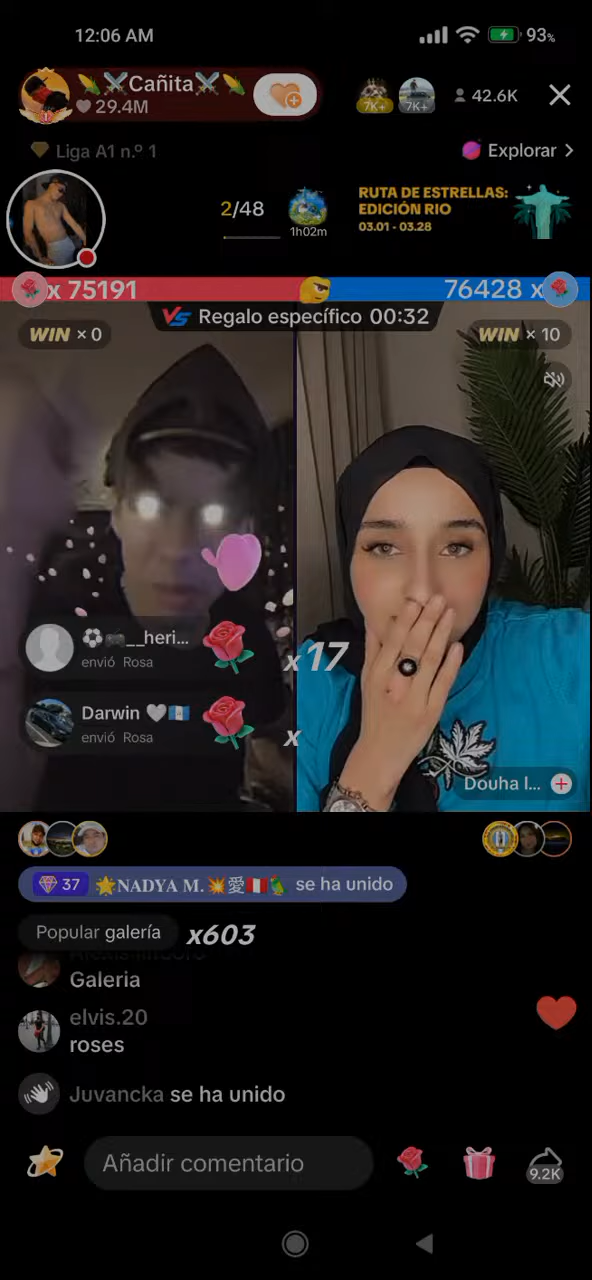 12:06 AM
93%
🌽⚔️Cañita⚔️🌽
29.4M
7K+
7K+
42.6K
Liga A1 n.º 1
Explorar
2/48
1h02m
RUTA DE ESTRELLAS:
EDICIÓN RIO
03.01 - 03.28
x 75191
76428 x
VS Regalo específico 00:32
WIN × 0
WIN × 10
⚽🎮__heri...
envió Rosa
x17
Darwin 🤍🇬🇹
envió Rosa
x
Douha l...
37 🌟NADYA M.💥愛🇵🇪🦜 se ha unido
Popular galería x603
Galeria
elvis.20
roses
Juvancka se ha unido
Añadir comentario
9.2K